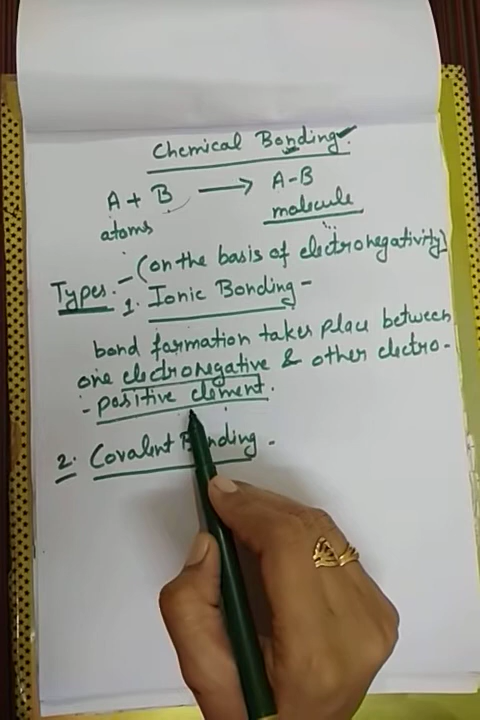 Chemical Bonding.
A + B ⟶ A-B
atoms molecule
Types:- (on the basis of electronegativity)
1. Ionic Bonding -
bond formation takes place between
one electronegative & other electro-
- positive element.
2. Covalent Bonding -